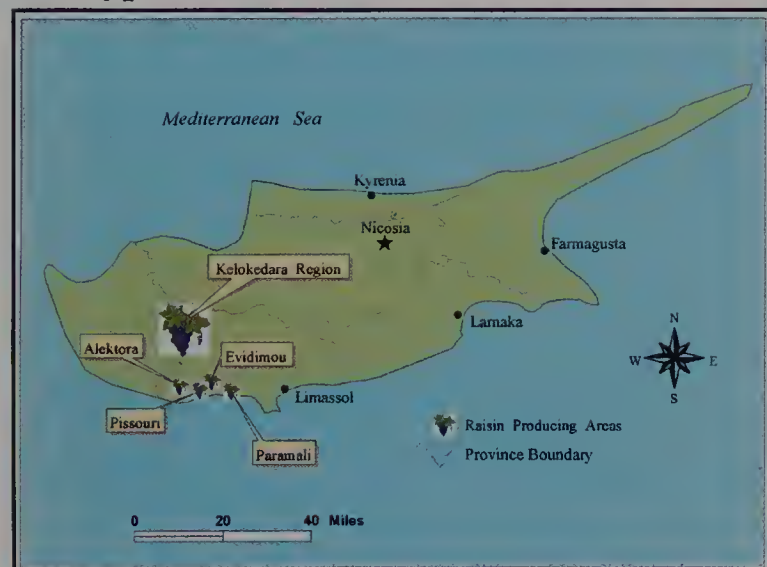 Mediterranean Sea
Kyrenia
Nicosia
Farmagusta
Kelokedara Region
Larnaka
Alektora
Evidimou
Limassol
Pissouri
Paramali
N
W E
S
Raisin Producing Areas
Province Boundary
0 20 40 Miles